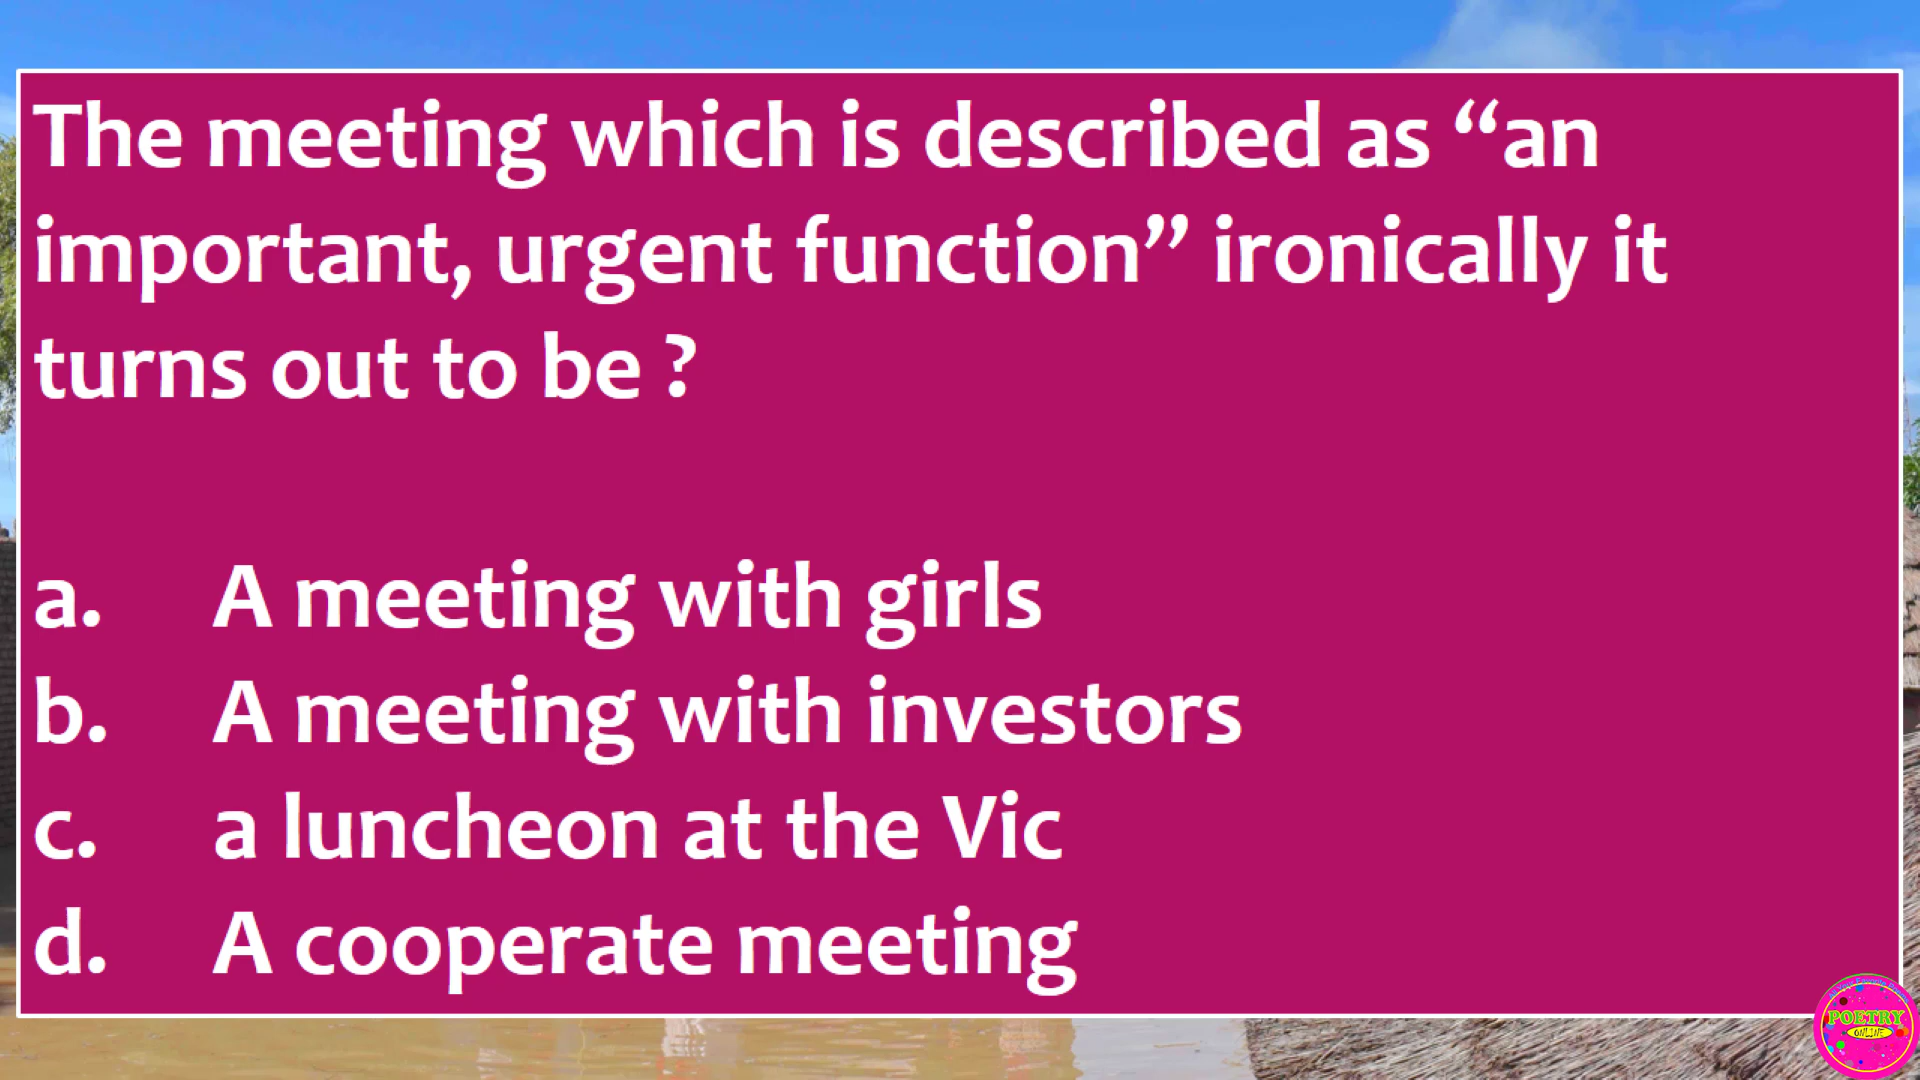 The meeting which is described as “an
important, urgent function” ironically it
turns out to be ?
a. A meeting with girls
b. A meeting with investors
c. a luncheon at the Vic
d. A cooperate meeting
POETRY
ONLINE